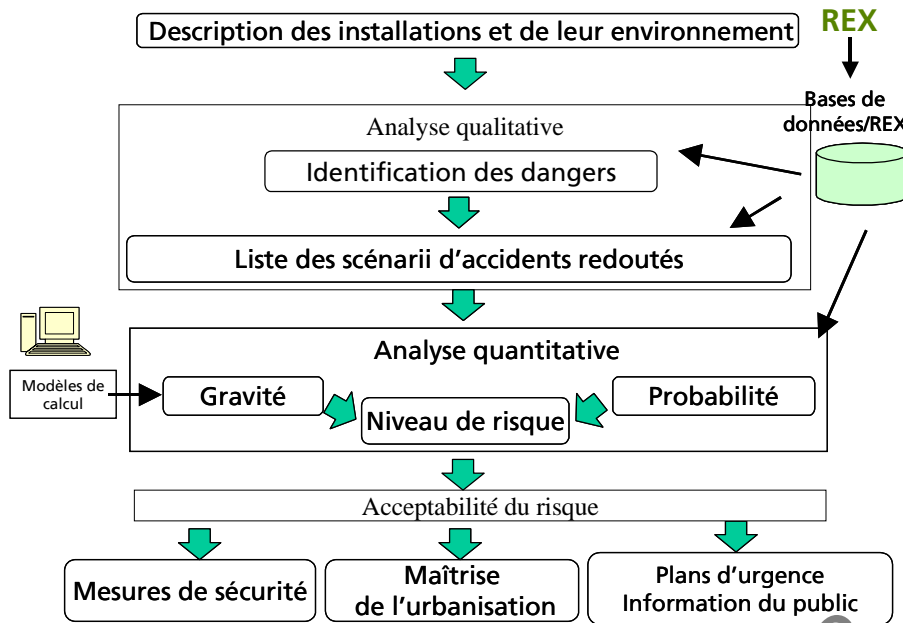 Description des installations et de leur environnement
REX
Bases de
données/REX
Analyse qualitative
Identification des dangers
Liste des scénarii d'accidents redoutés
Analyse quantitative
Modèles de
calcul
Gravité
Probabilité
Niveau de risque
Acceptabilité du risque
Mesures de sécurité
Maîtrise
de l'urbanisation
Plans d'urgence
Information du public